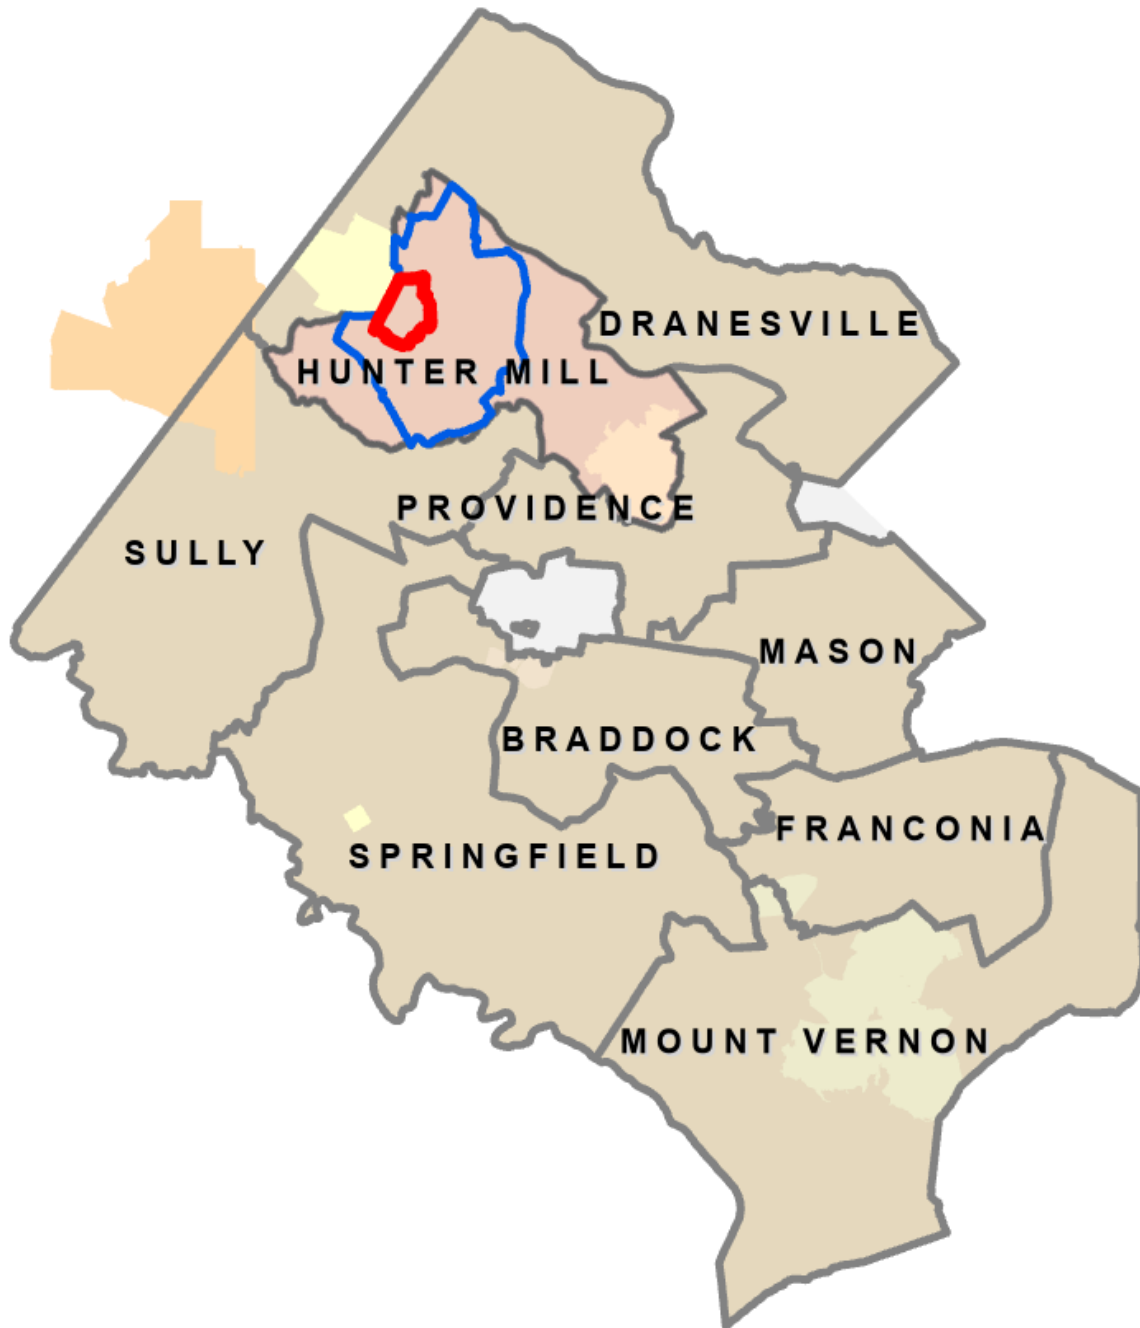 DRANESVILLE
HUNTER MILL
PROVIDENCE
SULLY
MASON
BRADDOCK
FRANCONIA
SPRINGFIELD
MOUNT VERNON